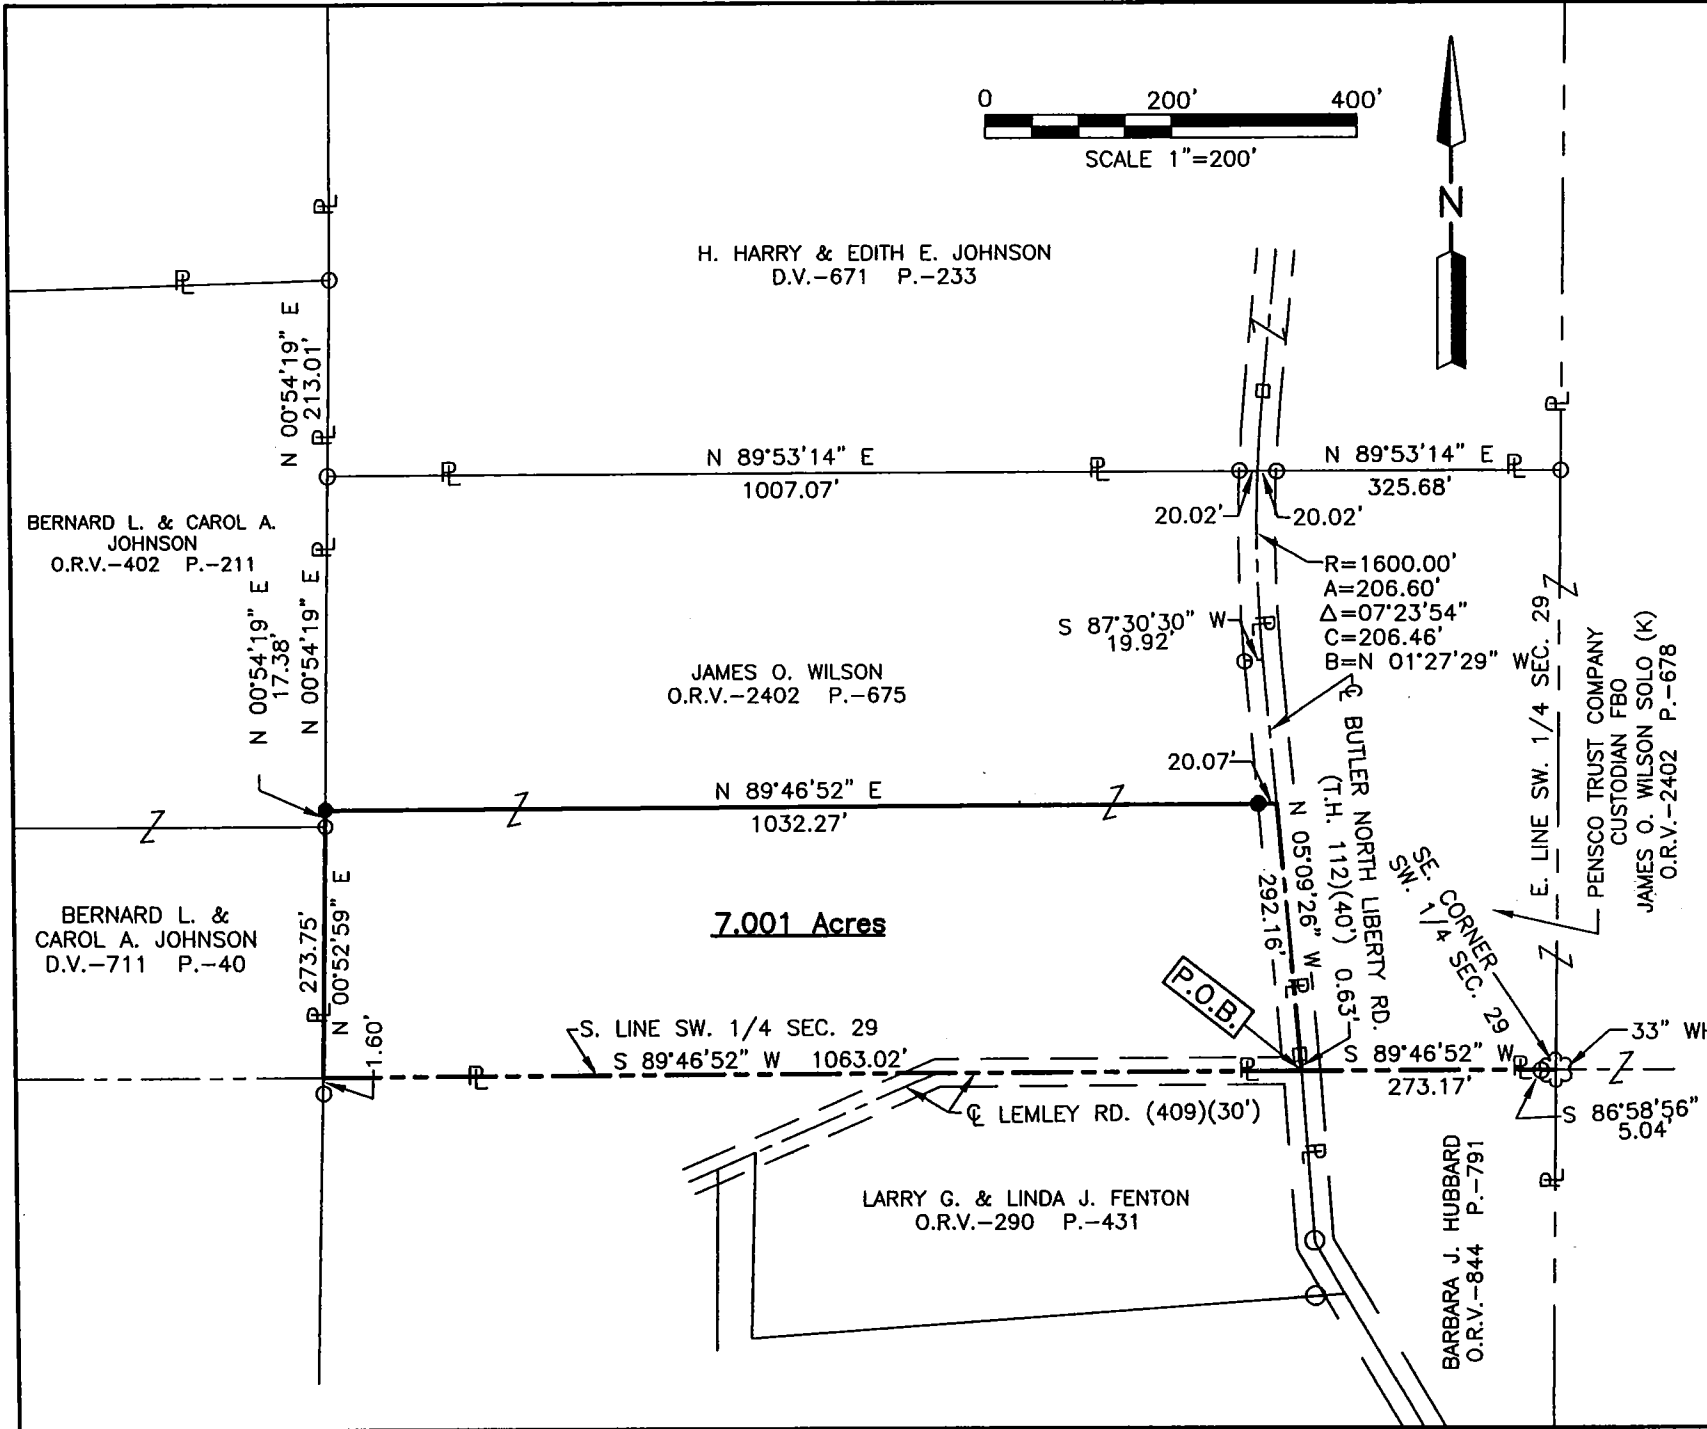 0 200' 400'
SCALE 1"=200'
N
H. HARRY & EDITH E. JOHNSON
D.V.-671 P.-233
N 00°54'19" E
213.01'
N 89°53'14" E
1007.07'
N 89°53'14" E
325.68'
20.02'
20.02'
BERNARD L. & CAROL A.
JOHNSON
O.R.V.-402 P.-211
N 00°54'19" E
17.38'
N 00°54'19" E
R=1600.00'
A=206.60'
Δ=07°23'54"
C=206.46'
B=N 01°27'29" W
S 87°30'30" W
19.92'
JAMES O. WILSON
O.R.V.-2402 P.-675
20.07'
N 89°46'52" E
1032.27'
℄ BUTLER NORTH LIBERTY RD.
(T.H. 112)(40') 0.63'
N 05°09'26" W
292.16'
E. LINE SW. 1/4 SEC. 29
PENSCO TRUST COMPANY
CUSTODIAN FBO
JAMES O. WILSON SOLO (K)
O.R.V.-2402 P.-678
SE. CORNER
SW. 1/4 SEC. 29
BERNARD L. &
CAROL A. JOHNSON
D.V.-711 P.-40
273.75'
N 00°52'59" E
7.001 Acres
P.O.B.
1.60'
S. LINE SW. 1/4 SEC. 29
S 89°46'52" W 1063.02'
S 89°46'52" W
273.17'
33" WH
S 86°58'56"
5.04'
℄ LEMLEY RD. (409)(30')
LARRY G. & LINDA J. FENTON
O.R.V.-290 P.-431
BARBARA J. HUBBARD
O.R.V.-844 P.-791